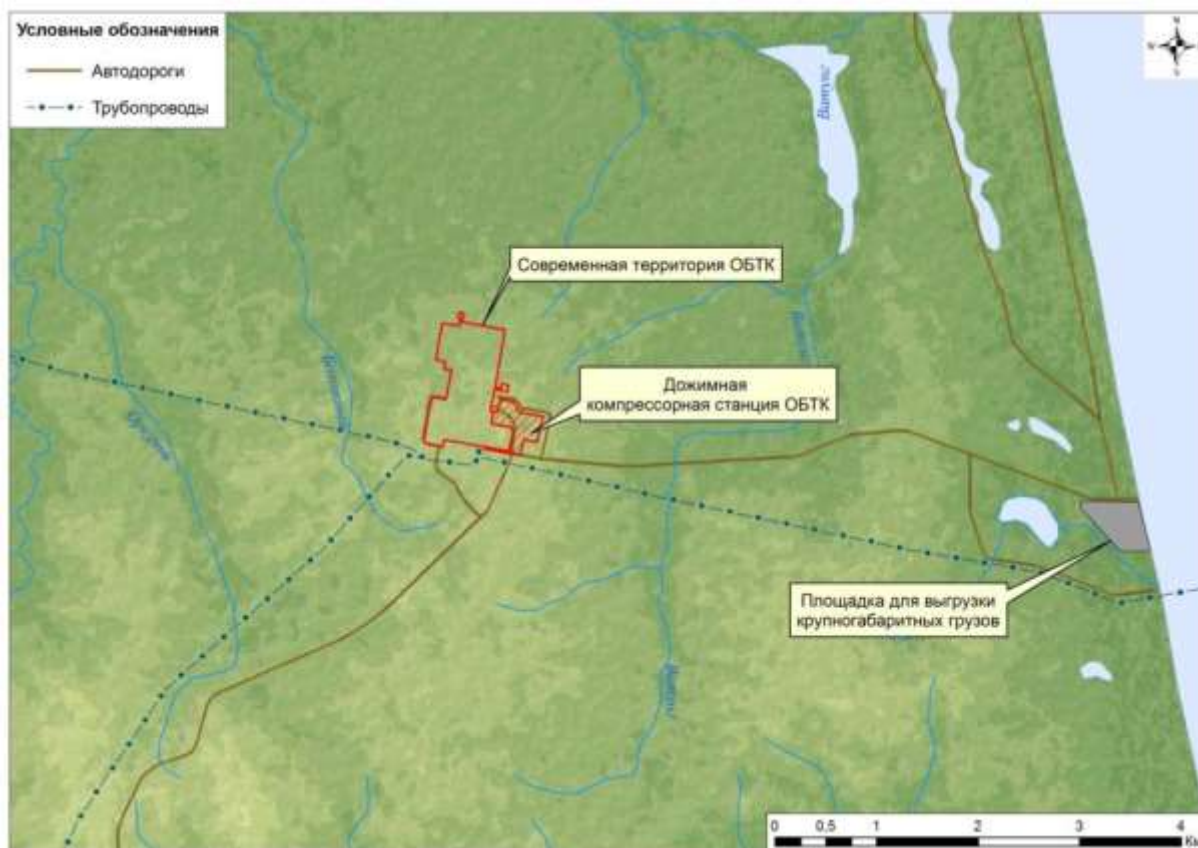 Условные обозначения
Автодороги
Трубопроводы
Современная территория ОБТК
Дожимная
компрессорная станция ОБТК
Площадка для выгрузки
крупногабаритных грузов
0 0,5 1 2 3 4
Км